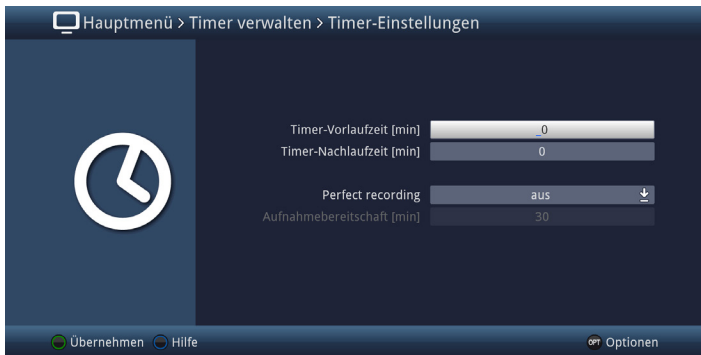 Hauptmenü > Timer verwalten > Timer-Einstellungen
Timer-Vorlaufzeit [min] _0
Timer-Nachlaufzeit [min] 0
Perfect recording aus
Aufnahmebereitschaft [min] 30
Übernehmen Hilfe OPT Optionen